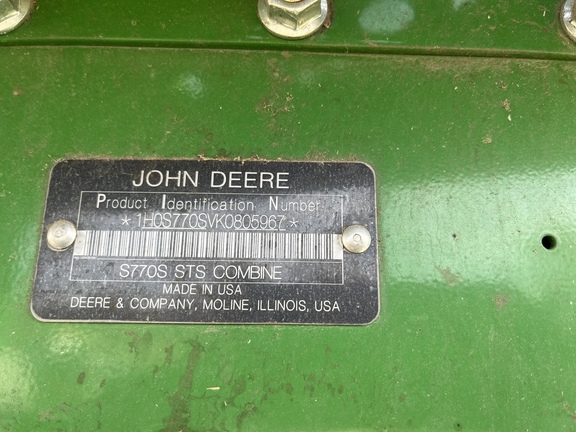 JOHN DEERE
Product Identification Number
*1H0S770SVK0805967*
S770S STS COMBINE
MADE IN USA
DEERE & COMPANY, MOLINE, ILLINOIS, USA